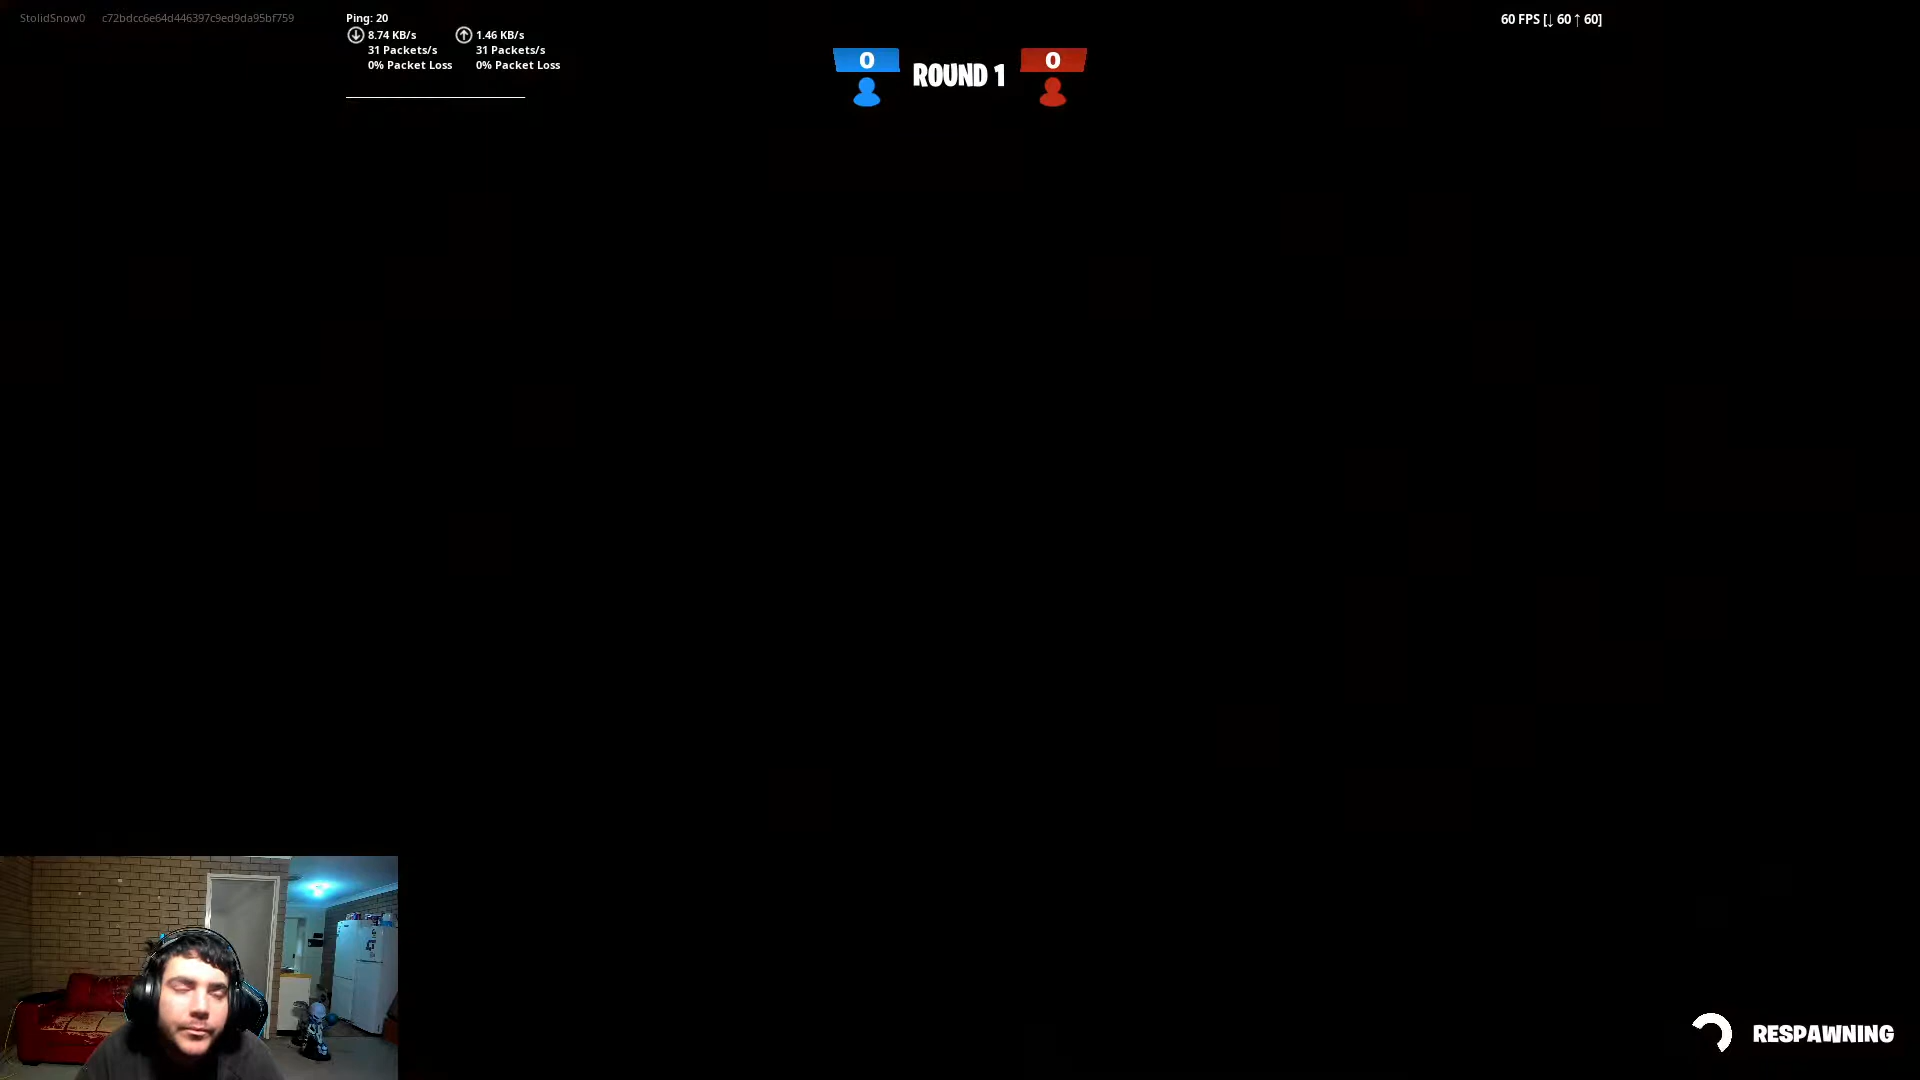 StolidSnow0 c72bdcc6e64d446397c9ed9da95bf759
Ping: 20
8.74 KB/s 1.46 KB/s
31 Packets/s 31 Packets/s
0% Packet Loss 0% Packet Loss
60 FPS [↓ 60 ↑ 60]
0 ROUND 1 0
RESPAWNING